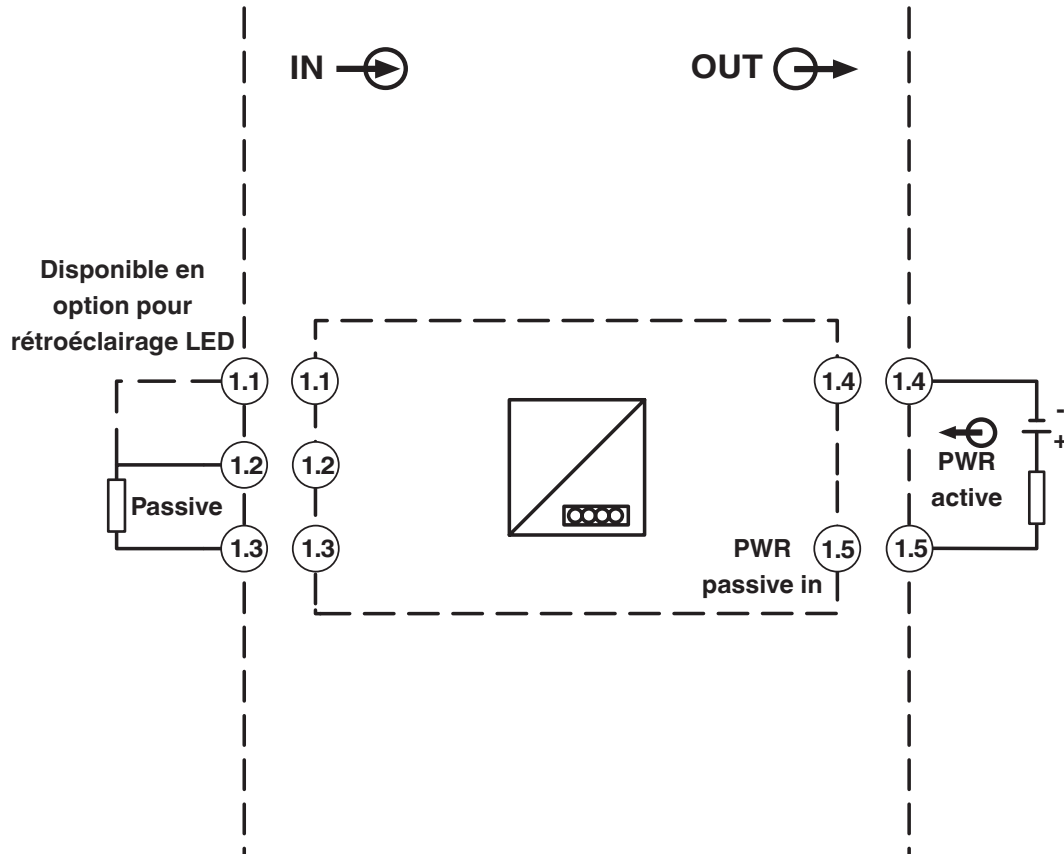 IN
OUT
Disponible en
option pour
rétroéclairage LED
1.1
1.1
1.4
1.4
-
+
1.2
1.2
PWR
active
Passive
1.3
1.3
PWR
passive in
1.5
1.5